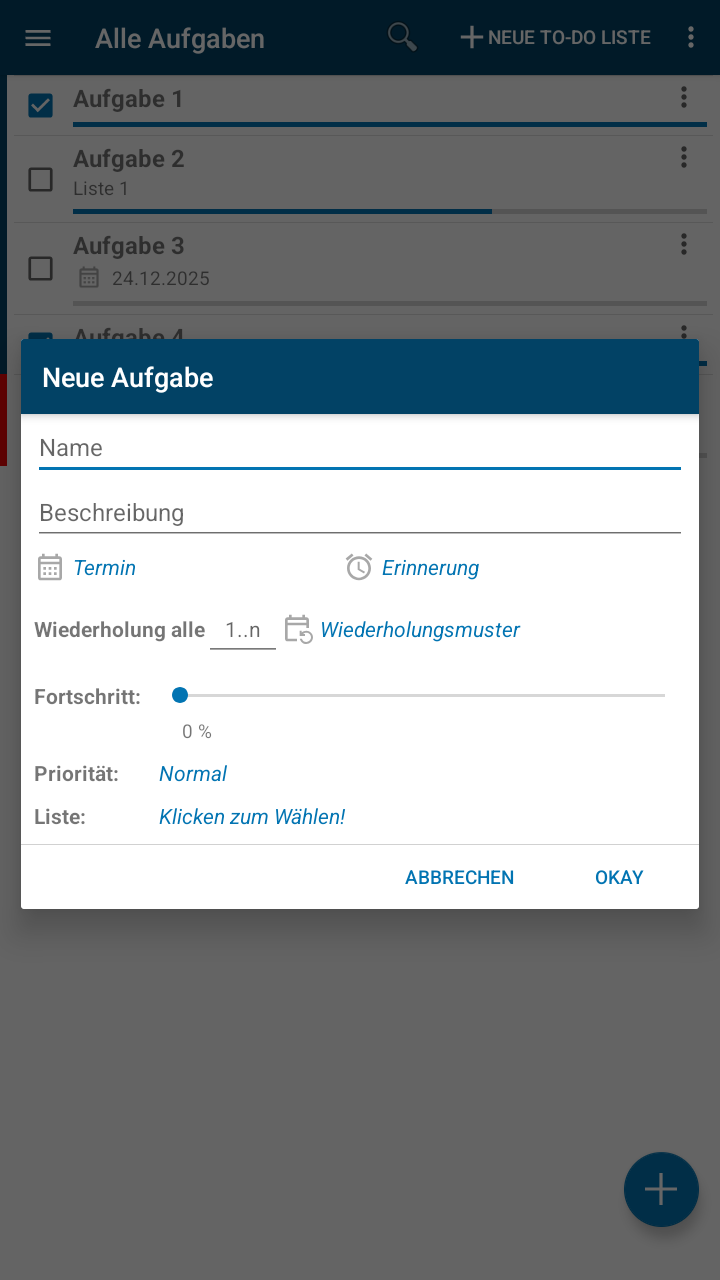 Alle Aufgaben
NEUE TO-DO LISTE
Aufgabe 1
Aufgabe 2
Liste 1
Aufgabe 3
24.12.2025
Aufgabe 4
Neue Aufgabe
Name
Beschreibung
Termin Erinnerung
Wiederholung alle 1..n Wiederholungsmuster
Fortschritt:
0 %
Priorität: Normal
Liste: Klicken zum Wählen!
ABBRECHEN OKAY